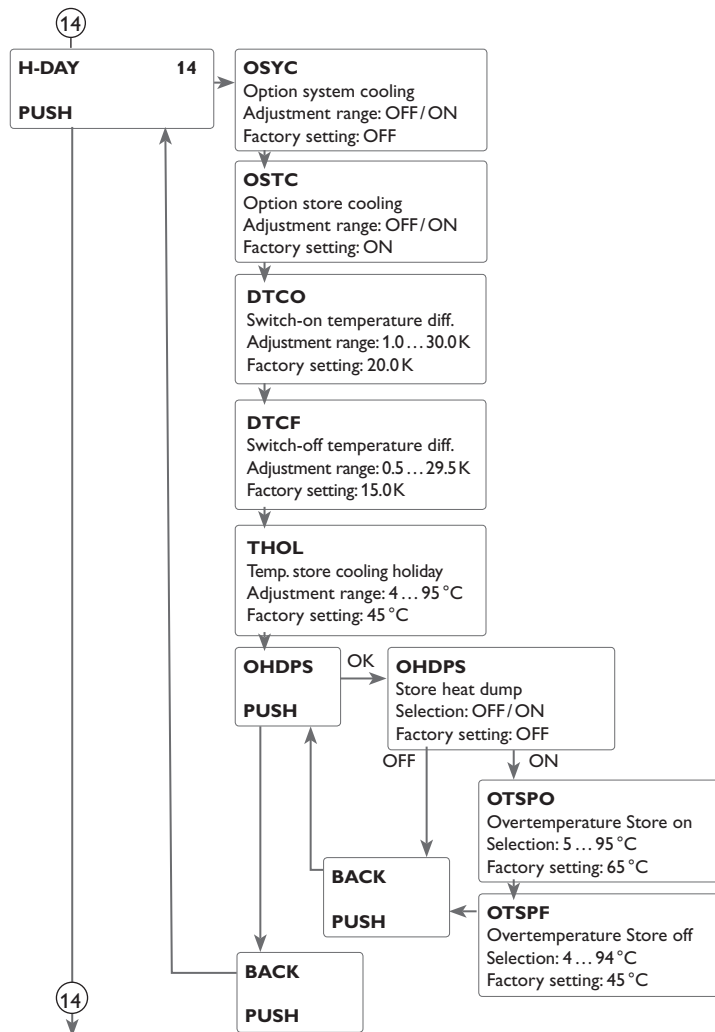 14
H-DAY 14
PUSH
OSYC
Option system cooling
Adjustment range: OFF/ON
Factory setting: OFF
OSTC
Option store cooling
Adjustment range: OFF/ON
Factory setting: ON
DTCO
Switch-on temperature diff.
Adjustment range: 1.0 … 30.0 K
Factory setting: 20.0 K
DTCF
Switch-off temperature diff.
Adjustment range: 0.5 … 29.5 K
Factory setting: 15.0 K
THOL
Temp. store cooling holiday
Adjustment range: 4 … 95 °C
Factory setting: 45 °C
OHDPS
PUSH
OK
OHDPS
Store heat dump
Selection: OFF/ON
Factory setting: OFF
OFF
ON
OTSPO
Overtemperature Store on
Selection: 5 … 95 °C
Factory setting: 65 °C
BACK
PUSH
OTSPF
Overtemperature Store off
Selection: 4 … 94 °C
Factory setting: 45 °C
BACK
PUSH
14